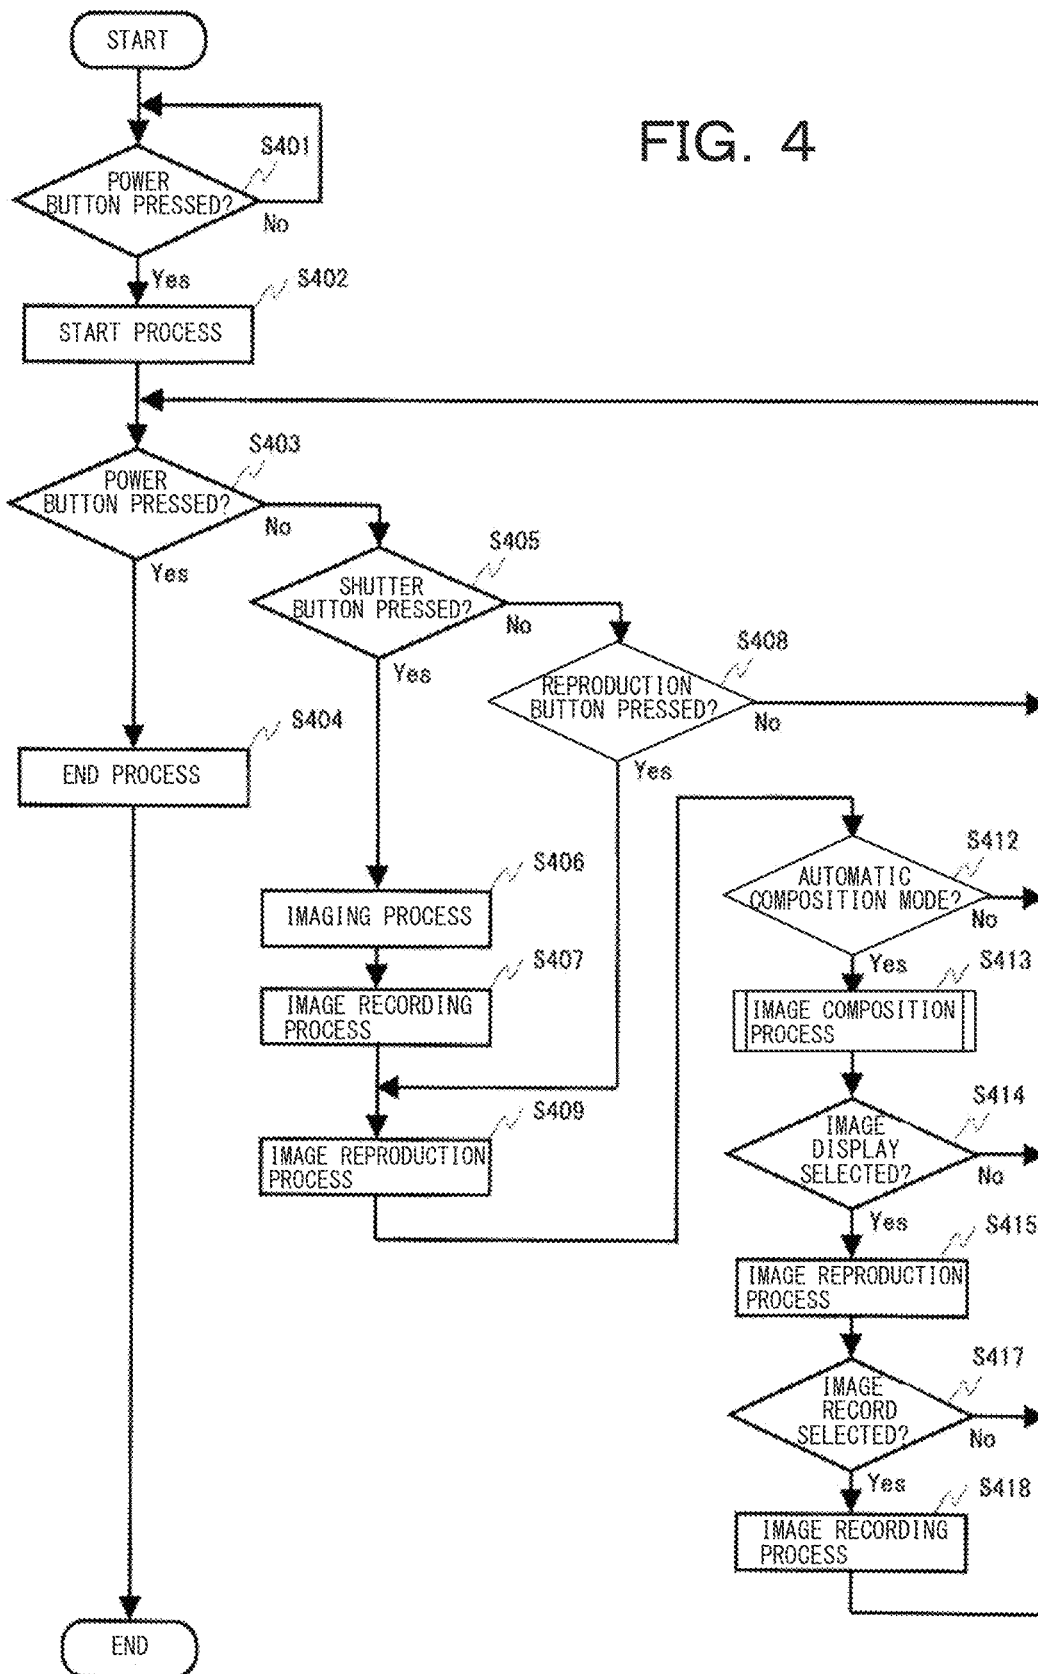 START
FIG. 4
S401
POWER
BUTTON PRESSED?
No
Yes
S402
START PROCESS
S403
POWER
BUTTON PRESSED?
No
Yes
S405
SHUTTER
BUTTON PRESSED?
No
Yes
S408
REPRODUCTION
BUTTON PRESSED?
No
Yes
S404
END PROCESS
S406
IMAGING PROCESS
S407
IMAGE RECORDING
PROCESS
S409
IMAGE REPRODUCTION
PROCESS
S412
AUTOMATIC
COMPOSITION MODE?
No
Yes
S413
IMAGE COMPOSITION
PROCESS
S414
IMAGE
DISPLAY
SELECTED?
No
Yes
S415
IMAGE REPRODUCTION
PROCESS
S417
IMAGE
RECORD
SELECTED?
No
Yes
S418
IMAGE RECORDING
PROCESS
END